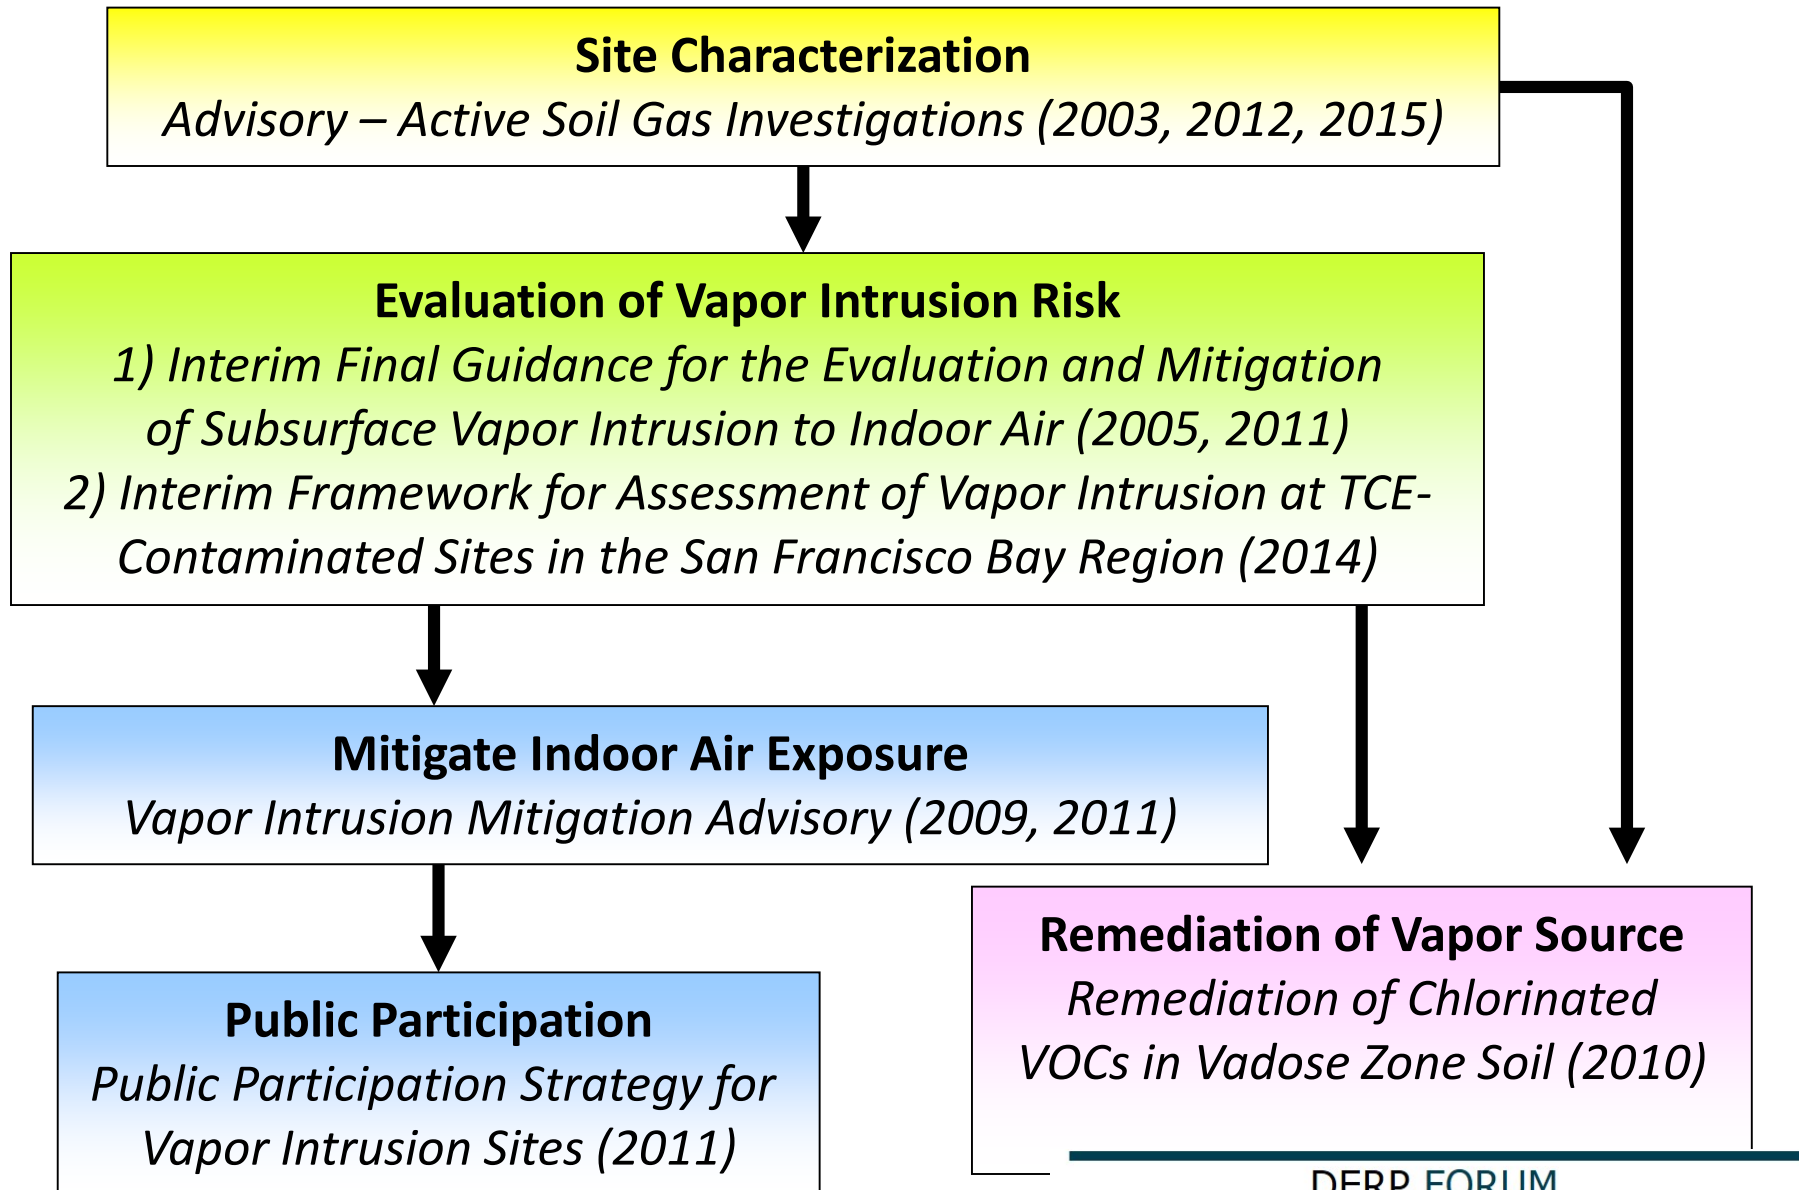 Site Characterization
Advisory – Active Soil Gas Investigations (2003, 2012, 2015)
Evaluation of Vapor Intrusion Risk
1) Interim Final Guidance for the Evaluation and Mitigation
of Subsurface Vapor Intrusion to Indoor Air (2005, 2011)
2) Interim Framework for Assessment of Vapor Intrusion at TCE-
Contaminated Sites in the San Francisco Bay Region (2014)
Mitigate Indoor Air Exposure
Vapor Intrusion Mitigation Advisory (2009, 2011)
Public Participation
Public Participation Strategy for
Vapor Intrusion Sites (2011)
Remediation of Vapor Source
Remediation of Chlorinated
VOCs in Vadose Zone Soil (2010)
DERP FORUM